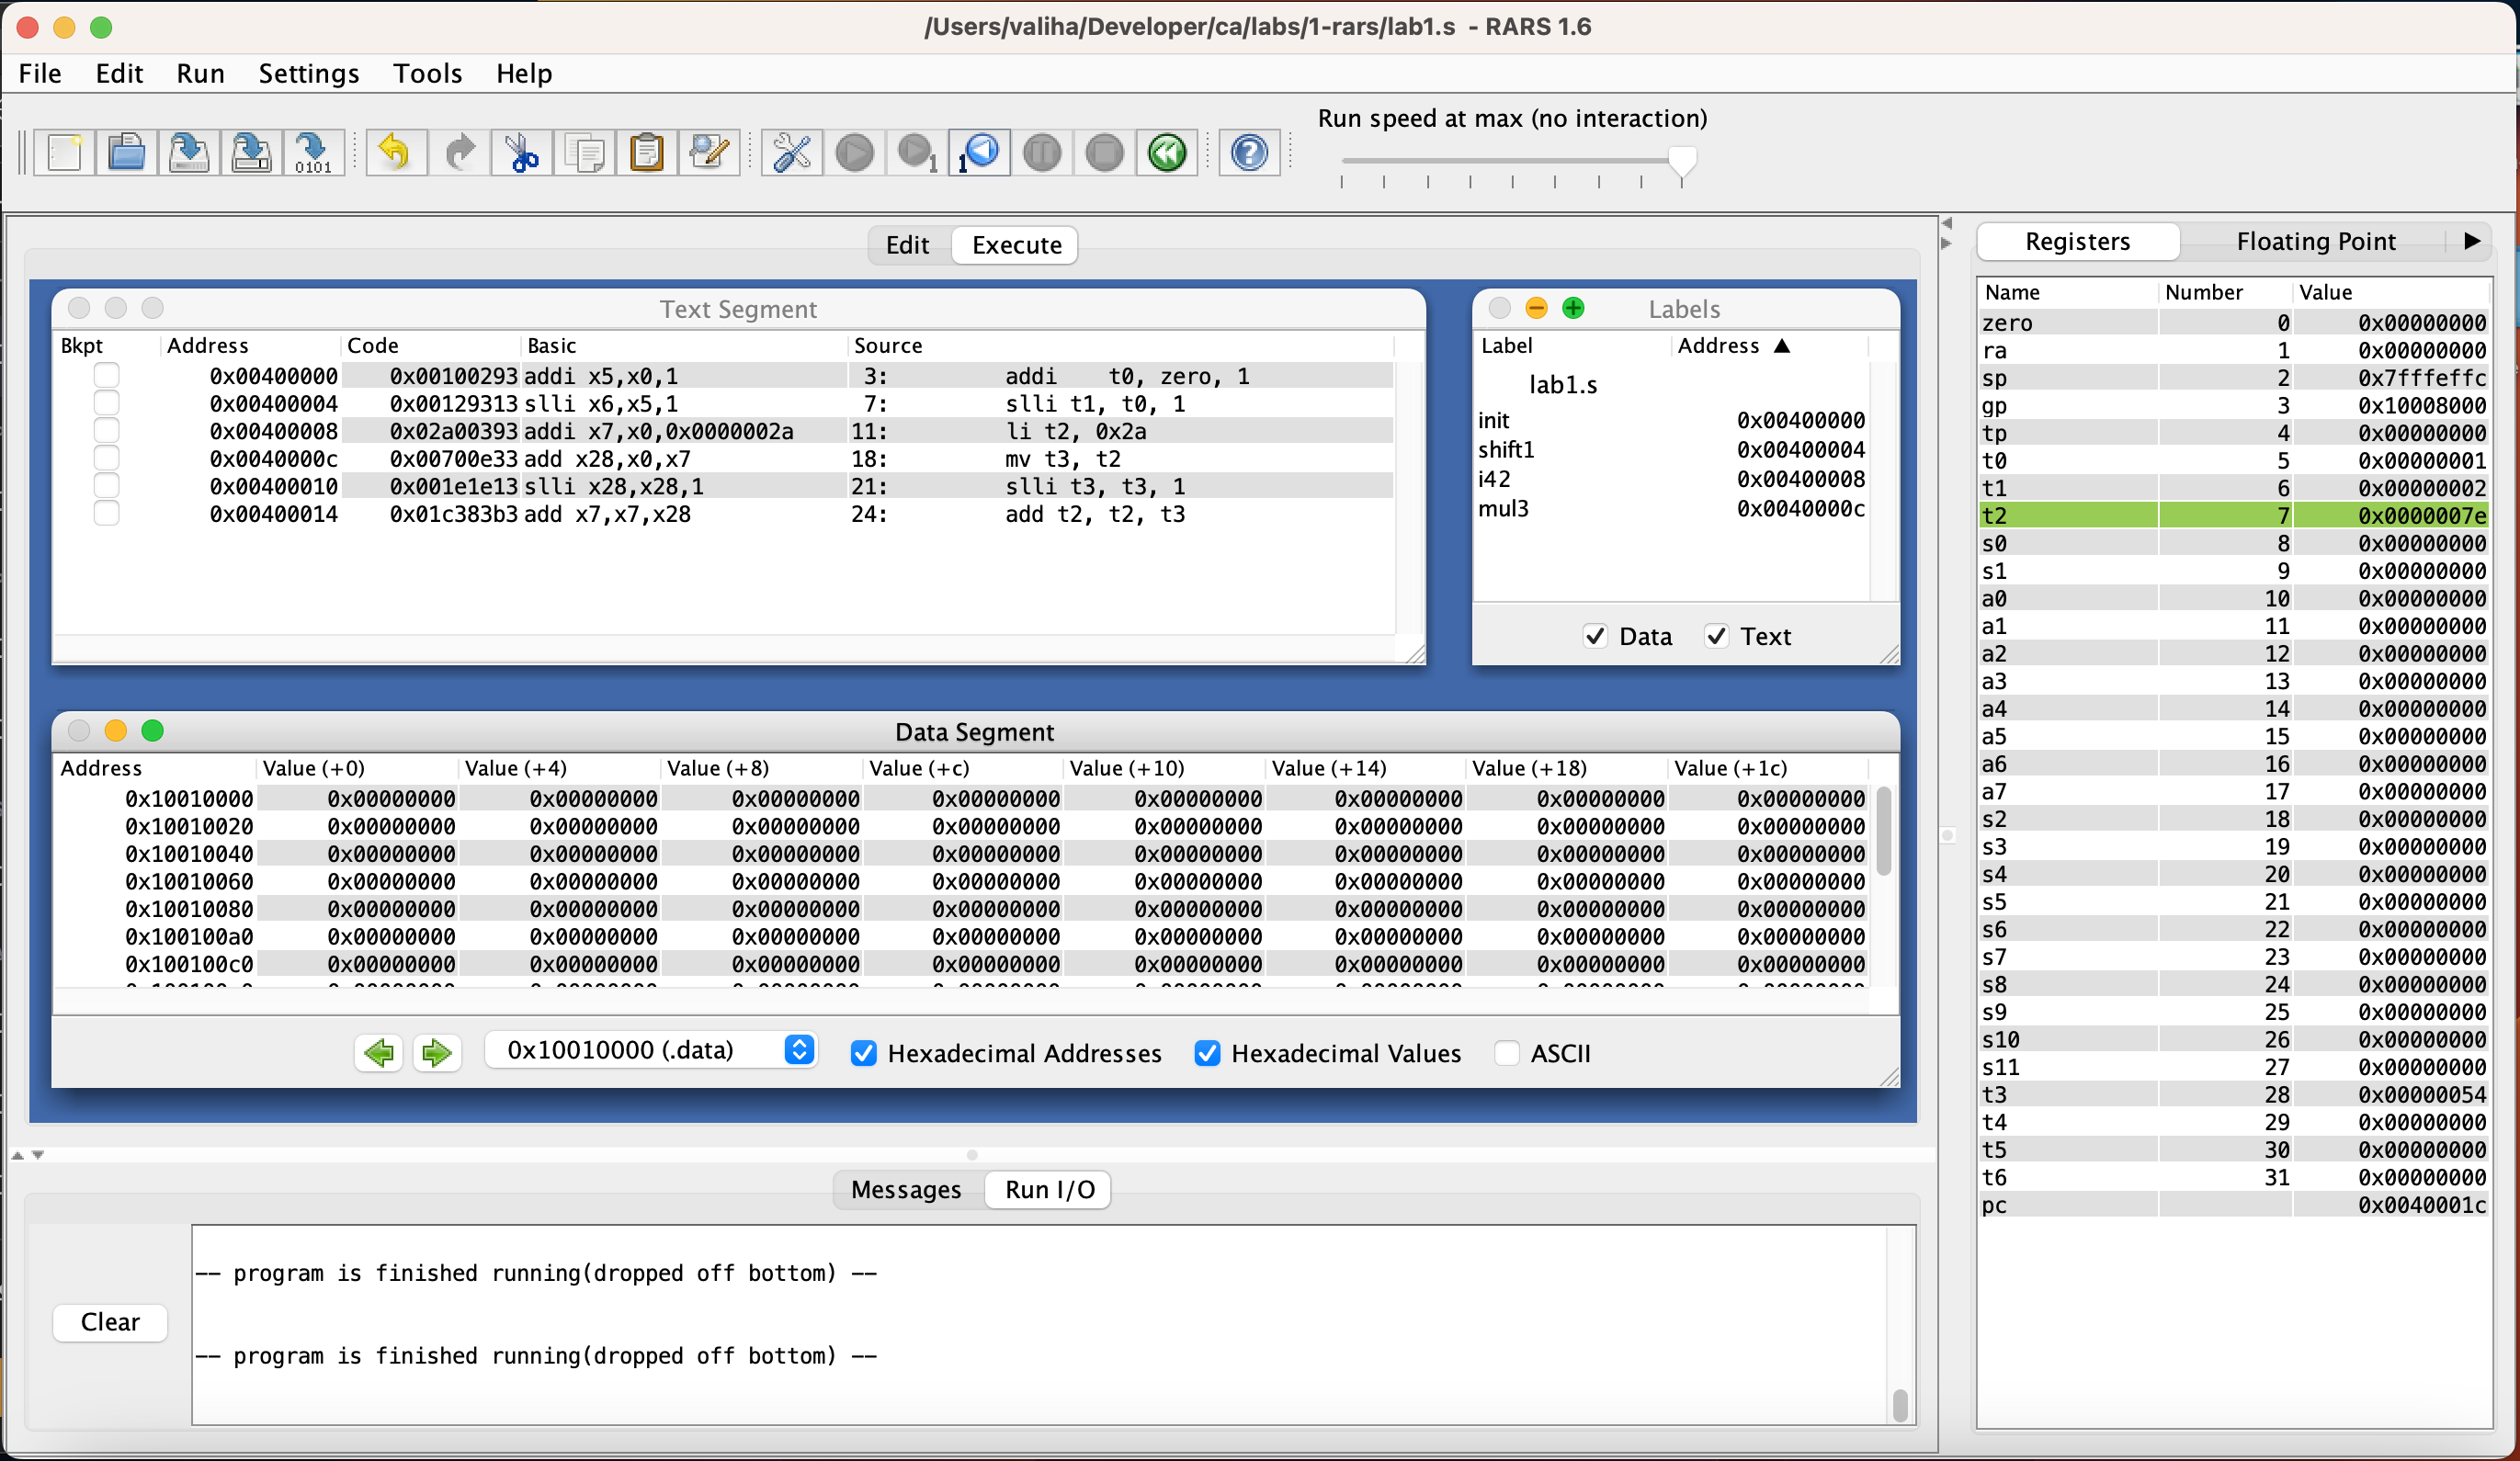 /Users/valiha/Developer/ca/labs/1-rars/lab1.s - RARS 1.6
File Edit Run Settings Tools Help
Run speed at max (no interaction)
0101 1 1
Edit Execute
Text Segment
Bkpt Address Code Basic Source
0x00400000 0x00100293 addi x5,x0,1 3: addi t0, zero, 1
0x00400004 0x00129313 slli x6,x5,1 7: slli t1, t0, 1
0x00400008 0x02a00393 addi x7,x0,0x0000002a 11: li t2, 0x2a
0x0040000c 0x00700e33 add x28,x0,x7 18: mv t3, t2
0x00400010 0x001e1e13 slli x28,x28,1 21: slli t3, t3, 1
0x00400014 0x01c383b3 add x7,x7,x28 24: add t2, t2, t3
Labels
Label Address ▲
lab1.s
init 0x00400000
shift1 0x00400004
i42 0x00400008
mul3 0x0040000c
Data Text
Data Segment
Address Value (+0) Value (+4) Value (+8) Value (+c) Value (+10) Value (+14) Value (+18) Value (+1c)
0x10010000 0x00000000 0x00000000 0x00000000 0x00000000 0x00000000 0x00000000 0x00000000 0x00000000
0x10010020 0x00000000 0x00000000 0x00000000 0x00000000 0x00000000 0x00000000 0x00000000 0x00000000
0x10010040 0x00000000 0x00000000 0x00000000 0x00000000 0x00000000 0x00000000 0x00000000 0x00000000
0x10010060 0x00000000 0x00000000 0x00000000 0x00000000 0x00000000 0x00000000 0x00000000 0x00000000
0x10010080 0x00000000 0x00000000 0x00000000 0x00000000 0x00000000 0x00000000 0x00000000 0x00000000
0x100100a0 0x00000000 0x00000000 0x00000000 0x00000000 0x00000000 0x00000000 0x00000000 0x00000000
0x100100c0 0x00000000 0x00000000 0x00000000 0x00000000 0x00000000 0x00000000 0x00000000 0x00000000
0x10010000 (.data) Hexadecimal Addresses Hexadecimal Values ASCII
Messages Run I/O
-- program is finished running(dropped off bottom) --
Clear
-- program is finished running(dropped off bottom) --
Registers Floating Point
Name Number Value
zero 0 0x00000000
ra 1 0x00000000
sp 2 0x7fffeffc
gp 3 0x10008000
tp 4 0x00000000
t0 5 0x00000001
t1 6 0x00000002
t2 7 0x0000007e
s0 8 0x00000000
s1 9 0x00000000
a0 10 0x00000000
a1 11 0x00000000
a2 12 0x00000000
a3 13 0x00000000
a4 14 0x00000000
a5 15 0x00000000
a6 16 0x00000000
a7 17 0x00000000
s2 18 0x00000000
s3 19 0x00000000
s4 20 0x00000000
s5 21 0x00000000
s6 22 0x00000000
s7 23 0x00000000
s8 24 0x00000000
s9 25 0x00000000
s10 26 0x00000000
s11 27 0x00000000
t3 28 0x00000054
t4 29 0x00000000
t5 30 0x00000000
t6 31 0x00000000
pc 0x0040001c